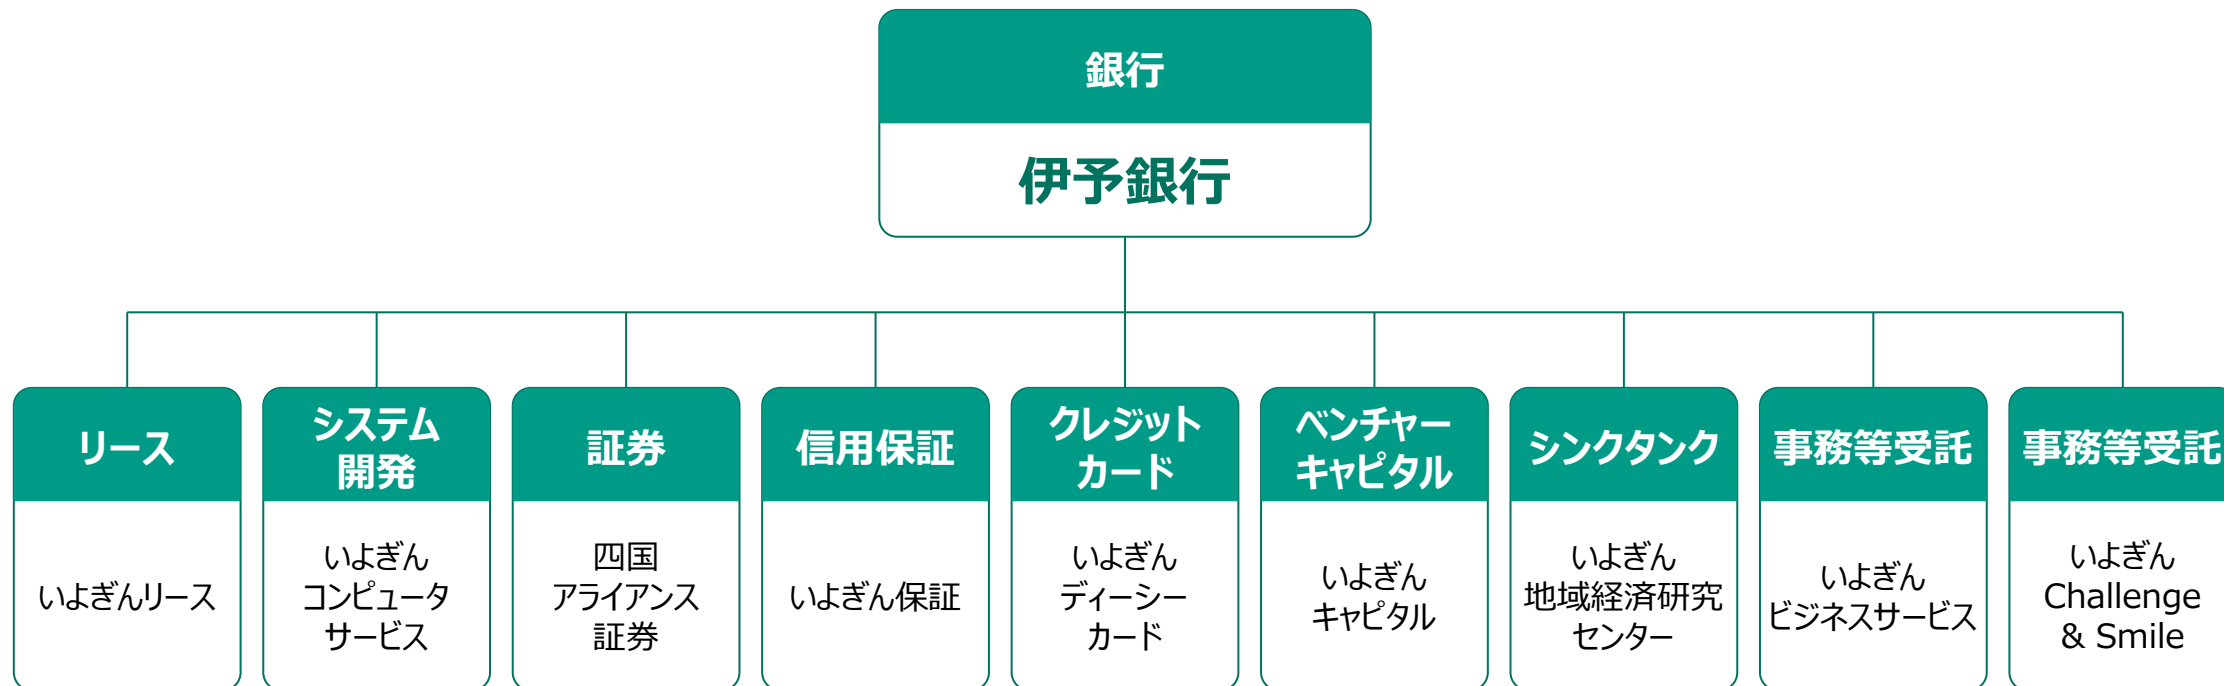 銀行
伊予銀行
リース
いよぎんリース
システム
開発
いよぎん
コンピュータ
サービス
証券
四国
アライアンス
証券
信用保証
いよぎん保証
クレジット
カード
いよぎん
ディーシー
カード
ベンチャー
キャピタル
いよぎん
キャピタル
シンクタンク
いよぎん
地域経済研究
センター
事務等受託
いよぎん
ビジネスサービス
事務等受託
いよぎん
Challenge
& Smile